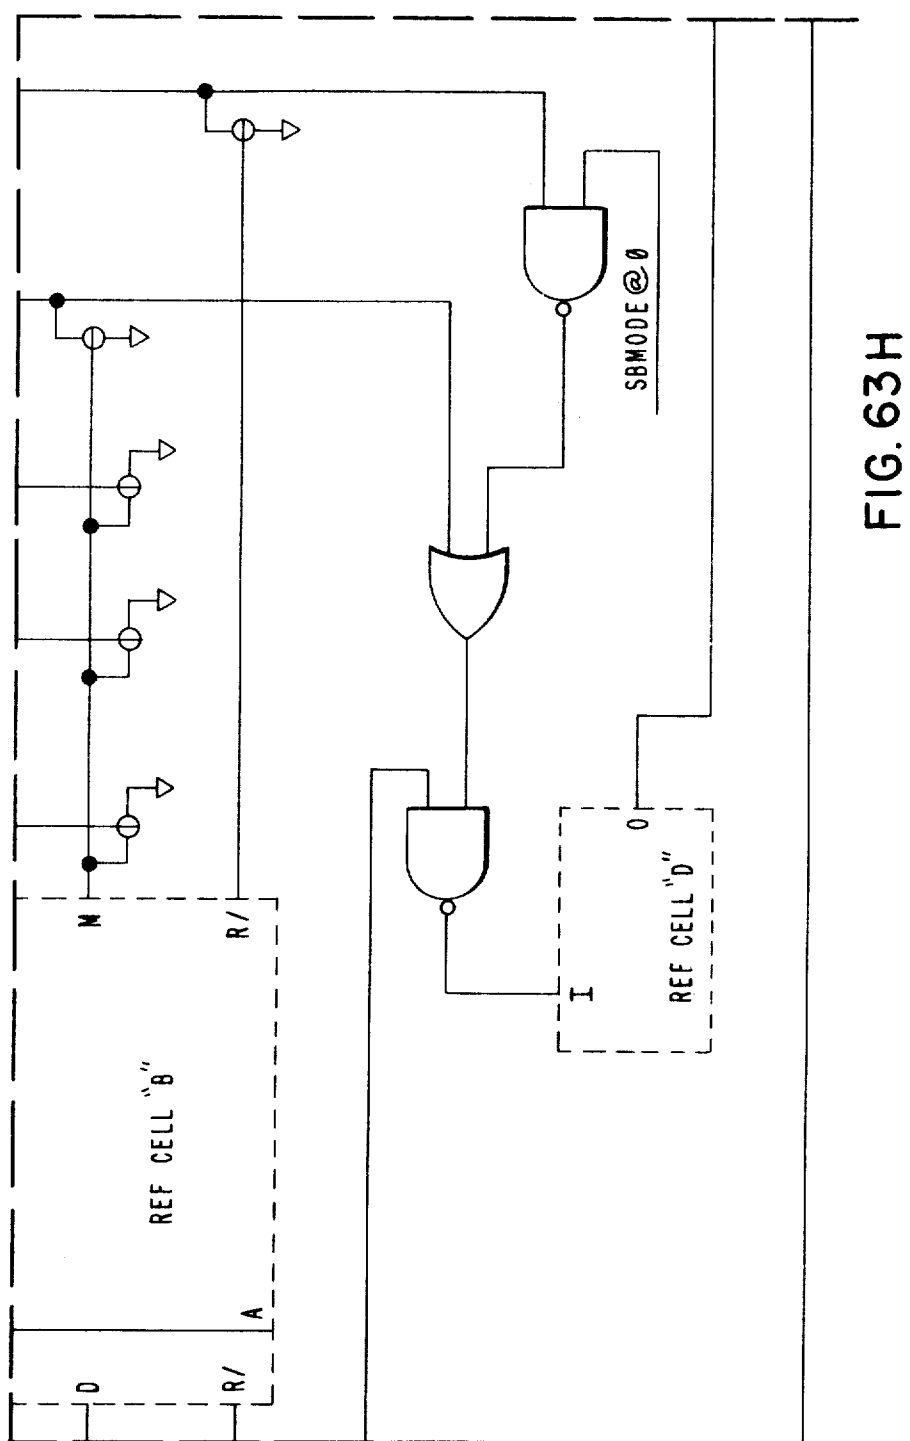 D
R/
A
REF CELL "B"
M
R/
I
REF CELL "D"
O
SBMODE@0
FIG. 63H